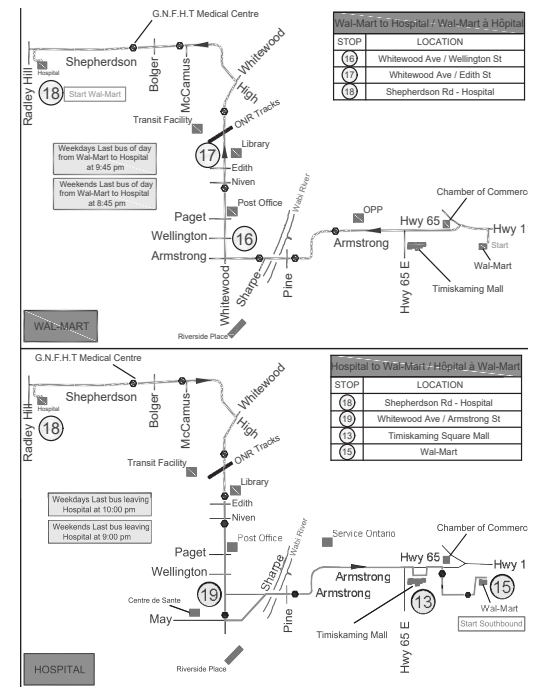 G.N.F.H.T Medical Centre
Shepherdson
Hospital
Radley Hill
18
Start Wal-Mart
Bolger
McCamus
Whitewood
High
Transit Facility
ONR Tracks
Library
17
Edith
Niven
Weekdays Last bus of day
from Wal-Mart to Hospital
at 9:45 pm
Weekends Last bus of day
from Wal-Mart to Hospital
at 8:45 pm
Post Office
Paget
Wellington
16
Armstrong
Whitewood
Sharpe
Pine
Wabi River
Riverside Place
OPP
Armstrong
Hwy 65
Chamber of Commerc
Hwy 1
Start
Wal-Mart
Timiskaming Mall
Hwy 65 E
WAL-MART
Wal-Mart to Hospital / Wal-Mart à Hôpital
STOP LOCATION
16 Whitewood Ave / Wellington St
17 Whitewood Ave / Edith St
18 Shepherdson Rd - Hospital
G.N.F.H.T Medical Centre
Shepherdson
Hospital
Radley Hill
18
Bolger
McCamus
Whitewood
High
Transit Facility
ONR Tracks
Library
Edith
Niven
Weekdays Last bus leaving
Hospital at 10:00 pm
Weekends Last bus leaving
Hospital at 9:00 pm
Post Office
Paget
Wellington
19
Centre de Sante
May
Sharpe
Wabi River
Pine
Riverside Place
Service Ontario
Armstrong
Armstrong
Hwy 65
Chamber of Commerc
Hwy 1
15
13
Wal-Mart
Start Southbound
Timiskaming Mall
Hwy 65 E
HOSPITAL
Hospital to Wal-Mart / Hôpital à Wal-Mart
STOP LOCATION
18 Shepherdson Rd - Hospital
19 Whitewood Ave / Armstrong St
13 Timiskaming Square Mall
15 Wal-Mart